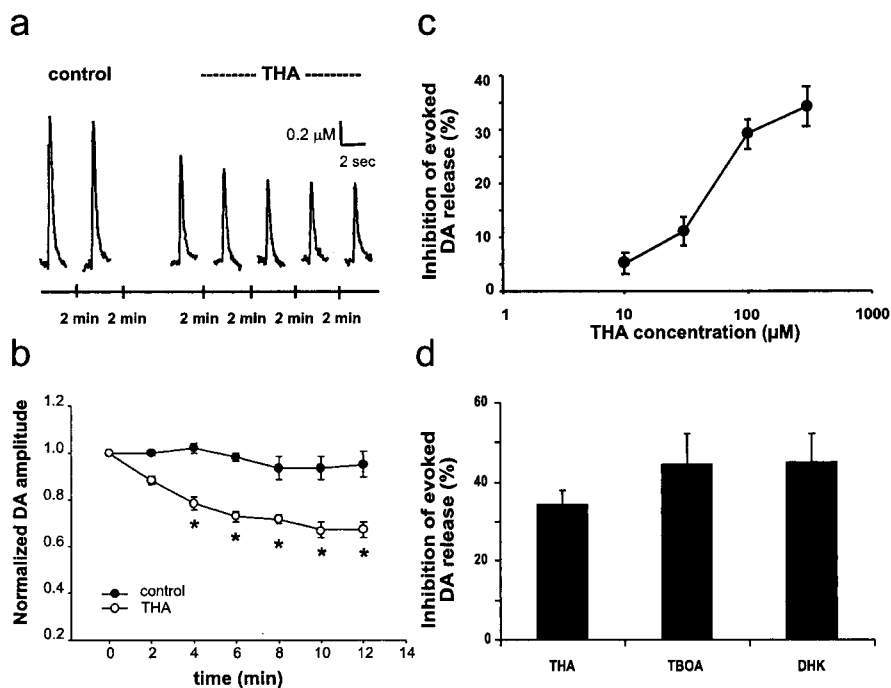 a
control
THA
0.2 µM
2 sec
2 min
2 min
2 min
2 min
2 min
2 min
b
Normalized DA amplitude
1.2
1.0
0.8
0.6
0.4
0.2
*
*
*
*
*
control
THA
0
2
4
6
8
10
12
14
time (min)
c
Inhibition of evoked
DA release (%)
40
30
20
10
0
1
10
100
1000
THA concentration (µM)
d
Inhibition of evoked
DA release (%)
60
40
20
0
THA
TBOA
DHK